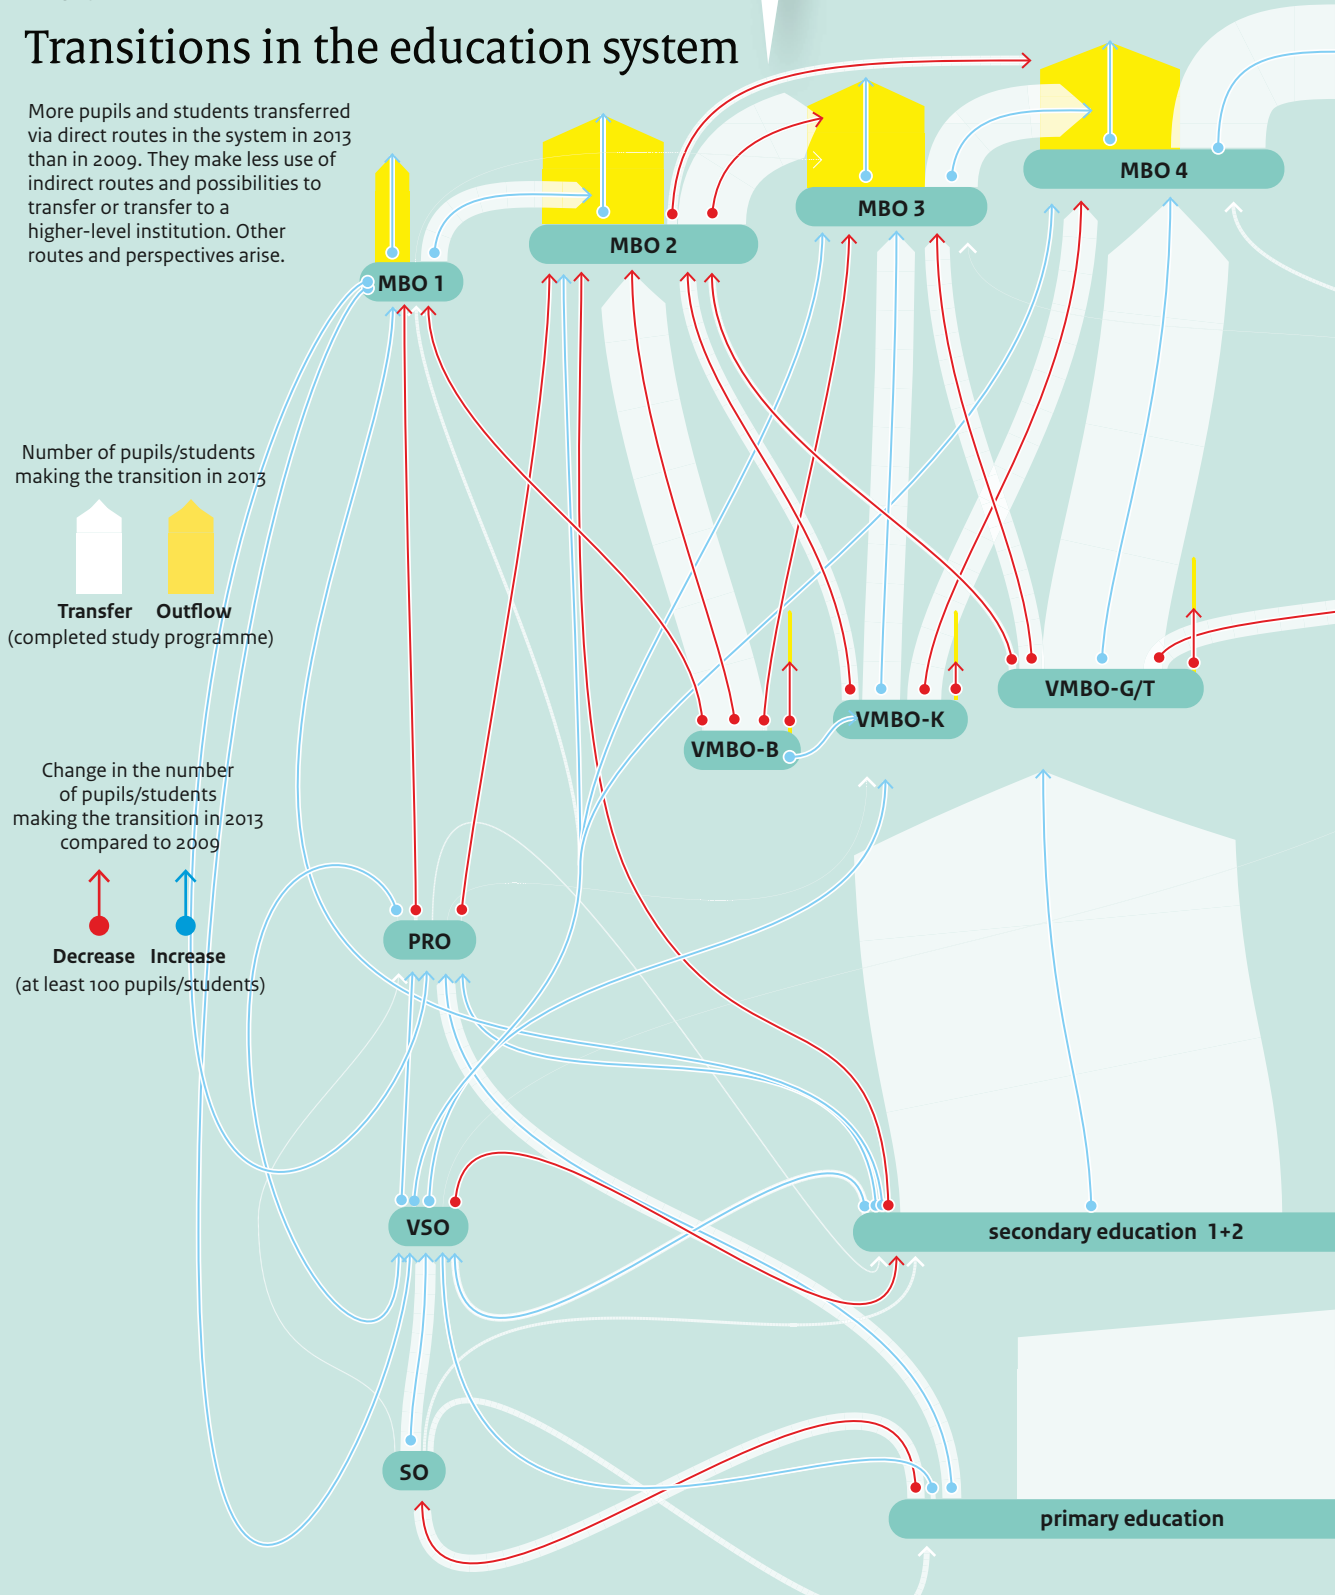 Transitions in the education system
More pupils and students transferred
via direct routes in the system in 2013
than in 2009. They make less use of
indirect routes and possibilities to
transfer or transfer to a
higher-level institution. Other
routes and perspectives arise.
MBO 4
MBO 3
MBO 2
MBO 1
Number of pupils/students
making the transition in 2013
Transfer Outflow
(completed study programme)
VMBO-G/T
VMBO-K
VMBO-B
Change in the number
of pupils/students
making the transition in 2013
compared to 2009
Decrease Increase
(at least 100 pupils/students)
PRO
VSO
secondary education 1+2
SO
primary education